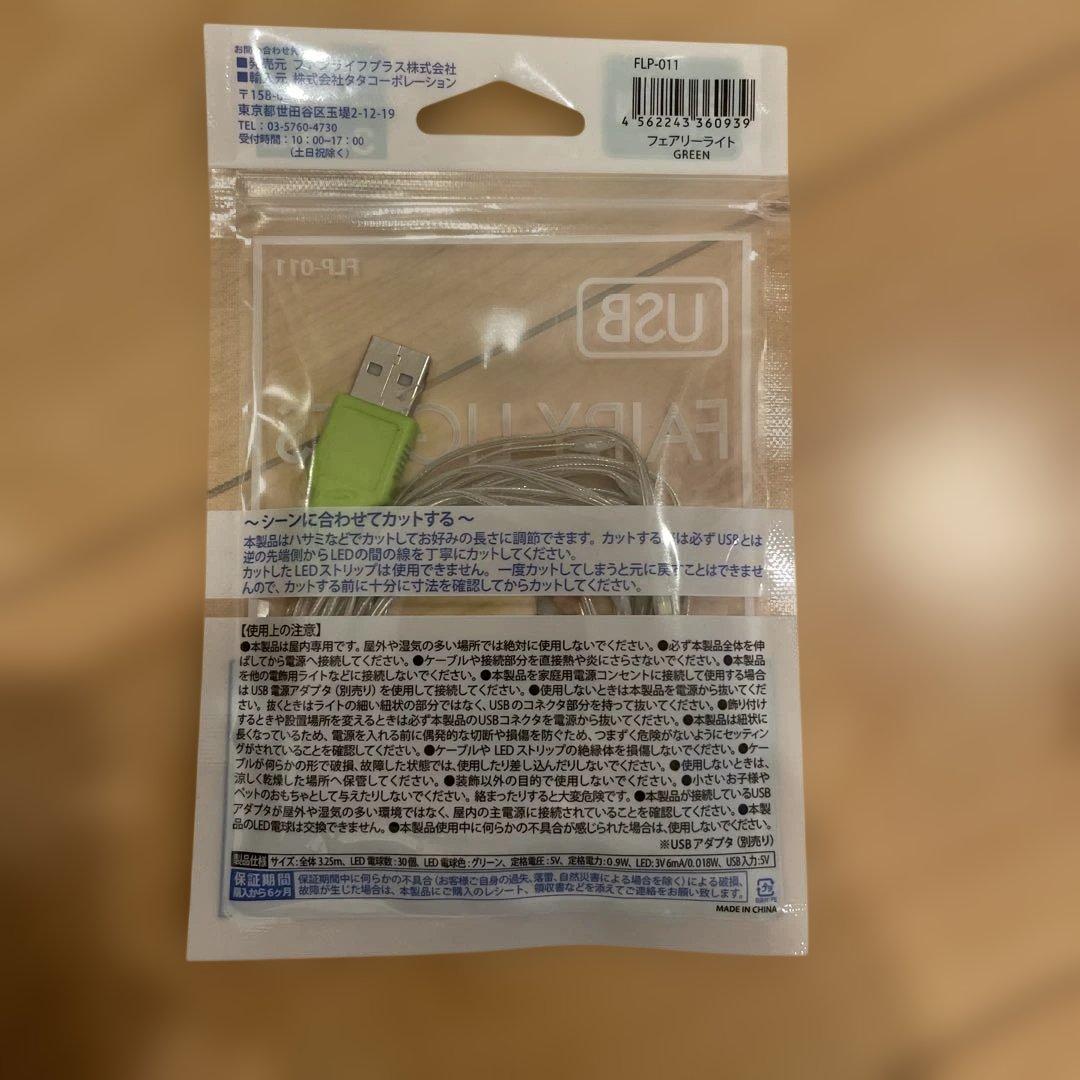 お問い合わせ先
■発売元 ファンライフプラス株式会社
■輸入元 株式会社タタコーポレーション
〒158-
東京都世田谷区玉堤2-12-19
TEL：03-5760-4730
受付時間：10：00~17：00
（土日祝除く）
FLP-011
4 562243 360939
フェアリーライト
GREEN
FLP-011
USB
FAIRY LIG
～シーンに合わせてカットする～
本製品はハサミなどでカットしてお好みの長さに調節できます。カットする際は必ずUSBとは
逆の先端側からLEDの間の線を丁寧にカットしてください。
カットしたLEDストリップは使用できません。一度カットしてしまうと元に戻すことはできませ
んので、カットする前に十分に寸法を確認してからカットしてください。
【使用上の注意】
●本製品は屋内専用です。屋外や湿気の多い場所では絶対に使用しないでください。●必ず本製品全体を伸
ばしてから電源へ接続してください。●ケーブルや接続部分を直接熱や炎にさらさないでください。●本製品
を他の電飾用ライトなどに接続しないでください。●本製品を家庭用電源コンセントに接続して使用する場合
は USB 電源アダプタ（別売り）を使用して接続してください。●使用しないときは本製品を電源から抜いてくだ
さい。抜くときはライトの細い紐状の部分ではなく、USB のコネクタ部分を持って抜いてください。●飾り付け
するときや設置場所を変えるときは必ず本製品のUSBコネクタを電源から抜いてください。●本製品は紐状に
長くなっているため、電源を入れる前に偶発的な切断や損傷を防ぐため、つまずく危険がないようにセッティン
グがされていることを確認してください。●ケーブルや LED ストリップの絶縁体を損傷しないでください。●ケー
ブルが何らかの形で破損、故障した状態では、使用したり差し込んだりしないでください。●使用しないときは、
涼しく乾燥した場所へ保管してください。●装飾以外の目的で使用しないでください。●小さいお子様や
ペットのおもちゃとして与えたりしないでください。絡まったりすると大変危険です。●本製品が接続しているUSB
アダプタが屋外や湿気の多い環境ではなく、屋内の主電源に接続されていることを確認してください。●本製
品のLED電球は交換できません。●本製品使用中に何らかの不具合が感じられた場合は、使用しないでください。
※USBアダプタ（別売り）
製品仕様 サイズ：全体 3.25m、LED 電球数：30個、LED 電球色：グリーン、定格電圧：5V、定格電力：0.9W、LED：3V 6mA/0.018W、USB入力：5V
保証期間 保証期間中に何らかの不具合（お客様ご自身の過失、落雷、自然災害による場合を除く）による破損、
購入から6ヶ月 故障が生じた場合は、本製品にご購入のレシート、領収書などを添えてご連絡をお願い致します。
MADE IN CHINA